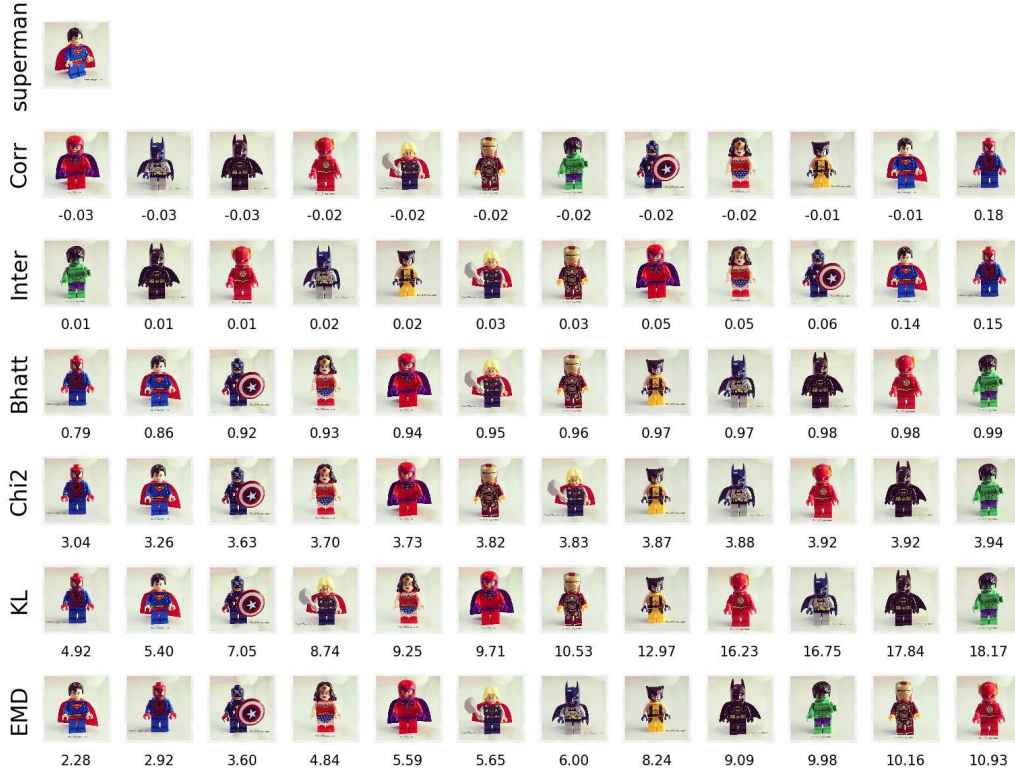 superman
Corr
-0.03 -0.03 -0.03 -0.02 -0.02 -0.02 -0.02 -0.02 -0.02 -0.01 -0.01 0.18
Inter
0.01 0.01 0.01 0.02 0.02 0.03 0.03 0.05 0.05 0.06 0.14 0.15
Bhatt
0.79 0.86 0.92 0.93 0.94 0.95 0.96 0.97 0.97 0.98 0.98 0.99
Chi2
3.04 3.26 3.63 3.70 3.73 3.82 3.83 3.87 3.88 3.92 3.92 3.94
KL
4.92 5.40 7.05 8.74 9.25 9.71 10.53 12.97 16.23 16.75 17.84 18.17
EMD
2.28 2.92 3.60 4.84 5.59 5.65 6.00 8.24 9.09 9.98 10.16 10.93